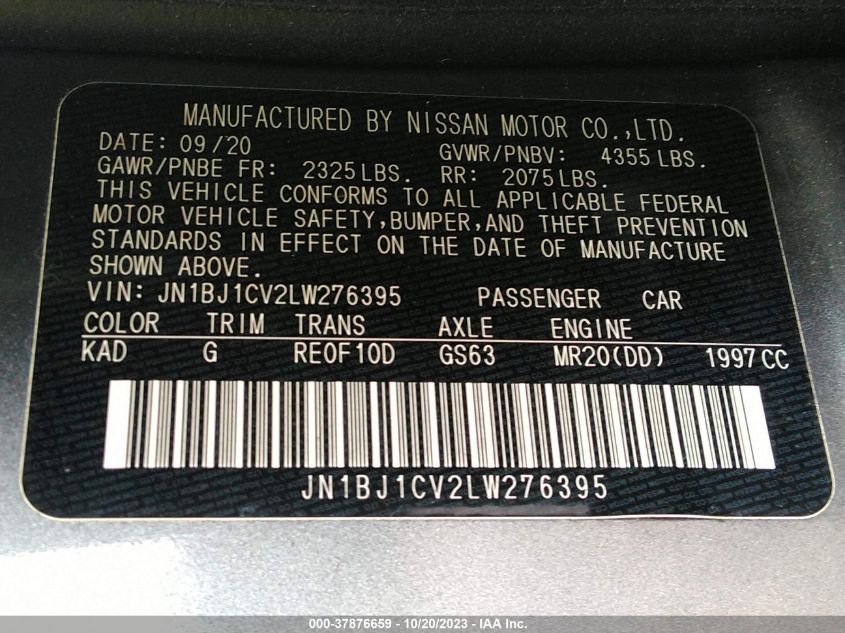 MANUFACTURED BY NISSAN MOTOR CO.,LTD.
DATE: 09/20 GVWR/PNBV: 4355 LBS.
GAWR/PNBE FR: 2325 LBS. RR: 2075 LBS.
THIS VEHICLE CONFORMS TO ALL APPLICABLE FEDERAL
MOTOR VEHICLE SAFETY,BUMPER,AND THEFT PREVENTION
STANDARDS IN EFFECT ON THE DATE OF MANUFACTURE
SHOWN ABOVE.
VIN: JN1BJ1CV2LW276395 PASSENGER CAR
COLOR TRIM TRANS AXLE ENGINE
KAD G RE0F10D GS63 MR20(DD) 1997 CC
JN1BJ1CV2LW276395
000-37876659 - 10/20/2023 - IAA Inc.